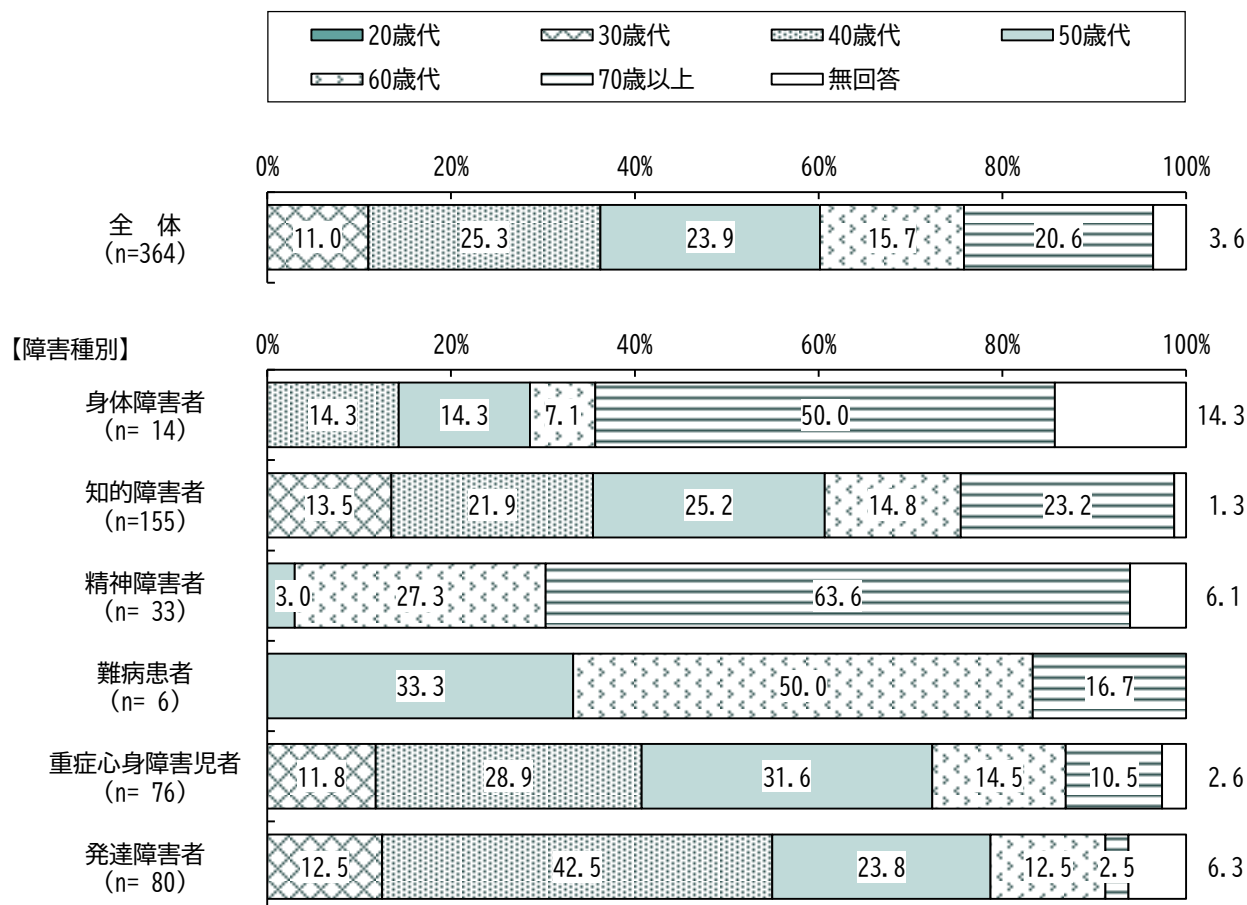 20歳代 30歳代 40歳代 50歳代
60歳代 70歳以上 無回答
0% 20% 40% 60% 80% 100%
全 体
(n=364)
11.0 25.3 23.9 15.7 20.6 3.6
【障害種別】
0% 20% 40% 60% 80% 100%
身体障害者
(n= 14)
14.3 14.3 7.1 50.0 14.3
知的障害者
(n=155)
13.5 21.9 25.2 14.8 23.2 1.3
精神障害者
(n= 33)
3.0 27.3 63.6 6.1
難病患者
(n= 6)
33.3 50.0 16.7
重症心身障害児者
(n= 76)
11.8 28.9 31.6 14.5 10.5 2.6
発達障害者
(n= 80)
12.5 42.5 23.8 12.5 2.5 6.3